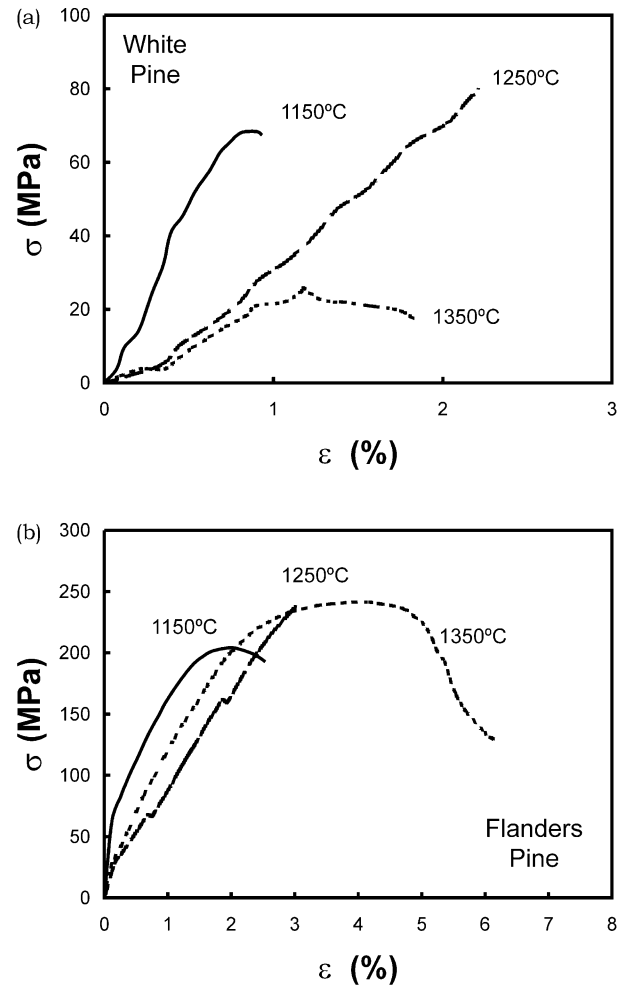 (a)
100
White
Pine
1250ºC
80
1150ºC
60
σ (MPa)
40
20
1350ºC
0
0 1 2 3
ε (%)
(b)
300
1250ºC
250
1150ºC
1350ºC
200
σ (MPa)
150
100
Flanders
Pine
50
0
0 1 2 3 4 5 6 7 8
ε (%)